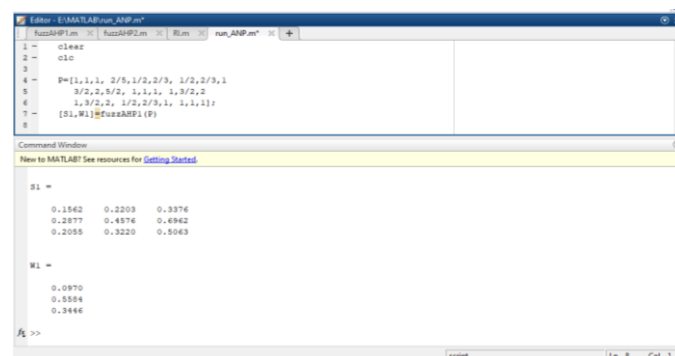 Editor - E:\MATLAB\run_ANP.m*
fuzzAHP1.m × fuzzAHP2.m × RI.m × run_ANP.m* × +
1 - clear
2 - clc
3
4 - P=[1,1,1, 2/5,1/2,2/3, 1/2,2/3,1
5 3/2,2,5/2, 1,1,1, 1,3/2,2
6 1,3/2,2, 1/2,2/3,1, 1,1,1];
7 - [S1,W1]=fuzzAHP1(P)
8
Command Window
New to MATLAB? See resources for Getting Started.
S1 =
0.1562 0.2203 0.3376
0.2877 0.4576 0.6962
0.2055 0.3220 0.5063
W1 =
0.0970
0.5584
0.3446
fx >>
script Ln 8 Col 1